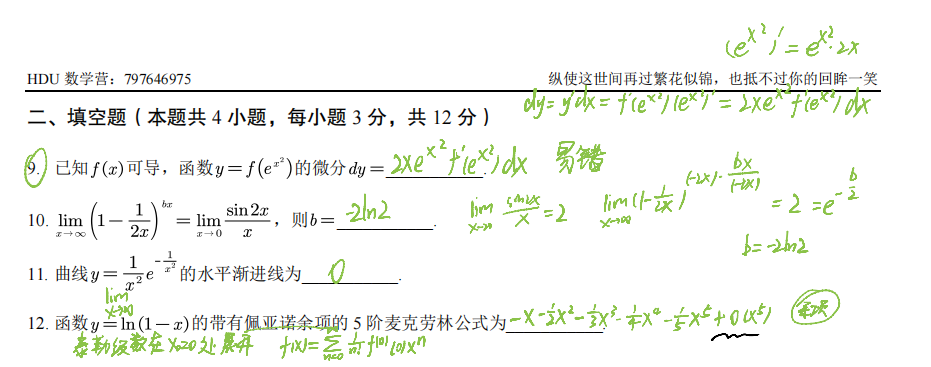 (e^{x^2})' = e^{x^2}·2x
HDU 数学营：797646975 纵使这世间再过繁花似锦，也抵不过你的回眸一笑
dy = y'dx = f'(e^{x^2})(e^{x^2})' = 2xe^{x^2}f'(e^{x^2})dx
二、填空题（本题共 4 小题，每小题 3 分，共 12 分）
9. 已知 f(x) 可导，函数 y = f(e^{x^2}) 的微分 dy = 2xe^{x^2}f'(e^{x^2})dx. 易错
10. lim_{x→∞} (1 − 1/(2x))^{bx} = lim_{x→0} sin2x/x，则 b = -2ln2. lim_{x→0} sin2x/x = 2 lim_{x→∞} (1 - 1/2x)^{(-2x)·bx/(-2x)} = 2 = e^{-b/2}
b = -2ln2
11. 曲线 y = 1/x^2 e^{-1/x^2} 的水平渐进线为 0.
lim_{x→∞}
12. 函数 y = ln(1 − x) 的带有佩亚诺余项的 5 阶麦克劳林公式为 -x - 1/2x^2 - 1/3x^3 - 1/4x^4 - 1/5x^5 + o(x^5).
泰勒级数在 x=0 处展开 f(x) = Σ_{n=0}^{∞} 1/n! f^{(n)}(0)x^n